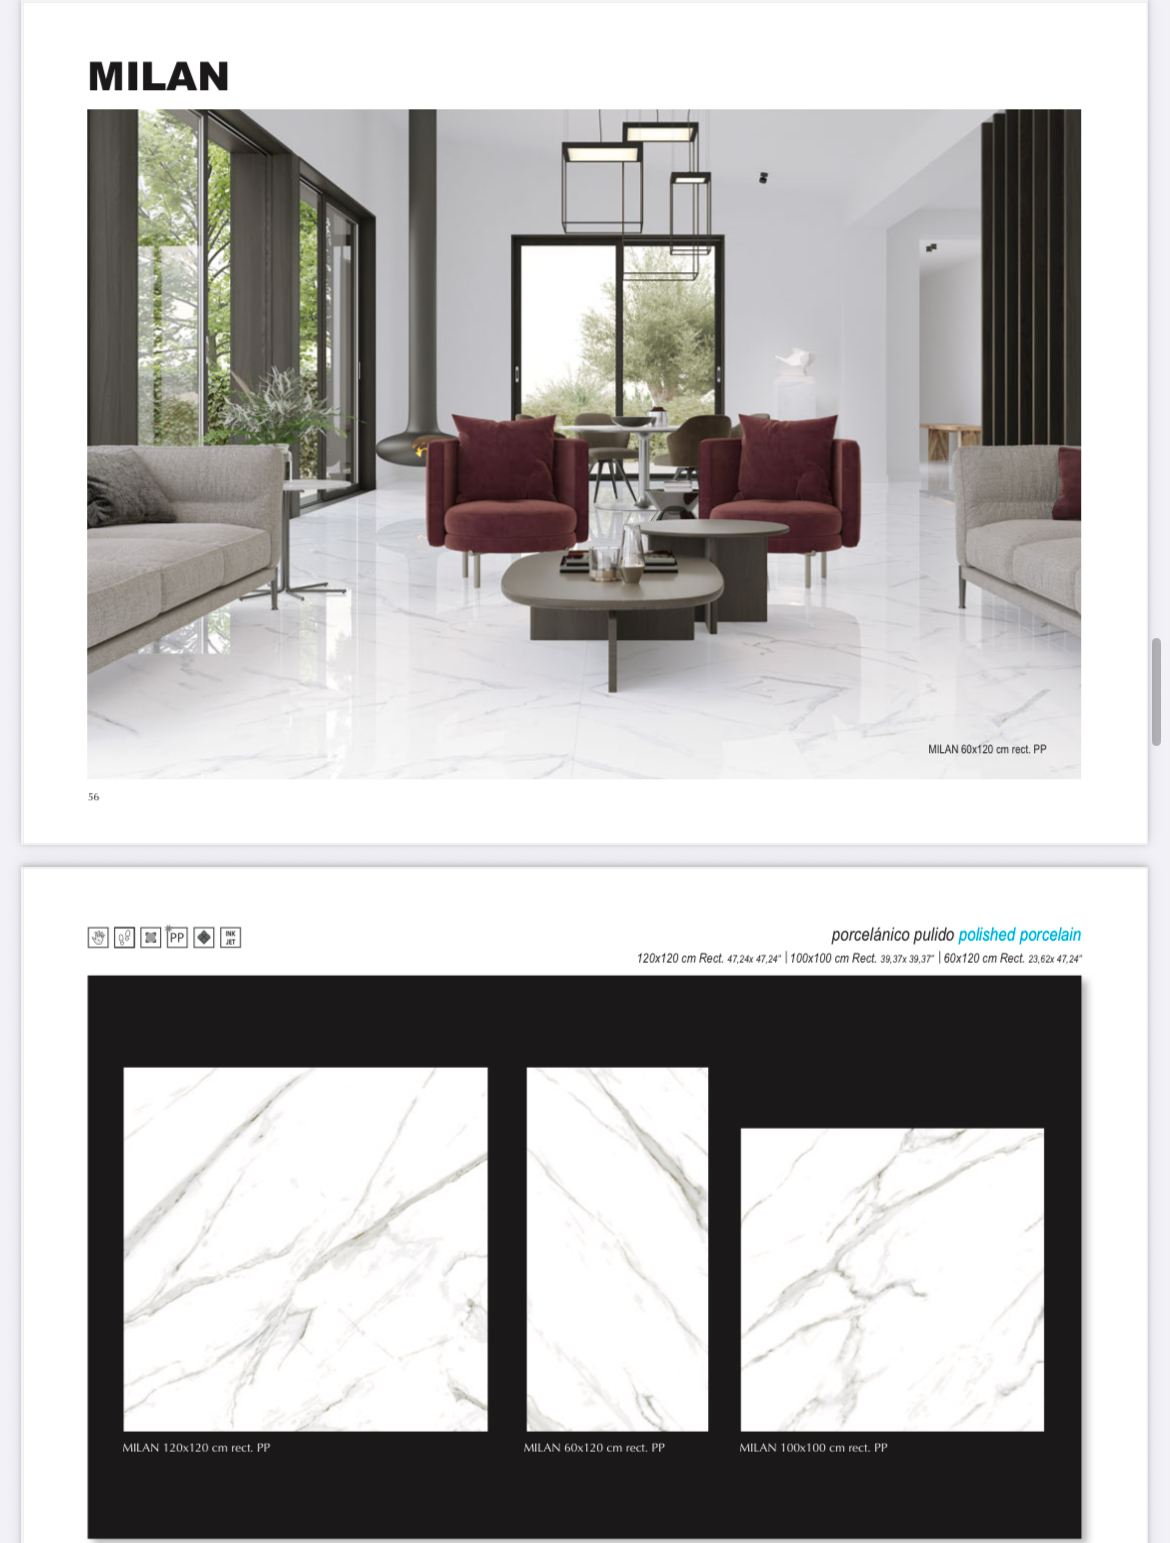 MILAN
MILAN 60x120 cm rect. PP
56
PP
INK
JET
porcelánico pulido polished porcelain
120x120 cm Rect. 47,24x 47,24" | 100x100 cm Rect. 39,37x 39,37" | 60x120 cm Rect. 23,62x 47,24"
MILAN 120x120 cm rect. PP
MILAN 60x120 cm rect. PP
MILAN 100x100 cm rect. PP